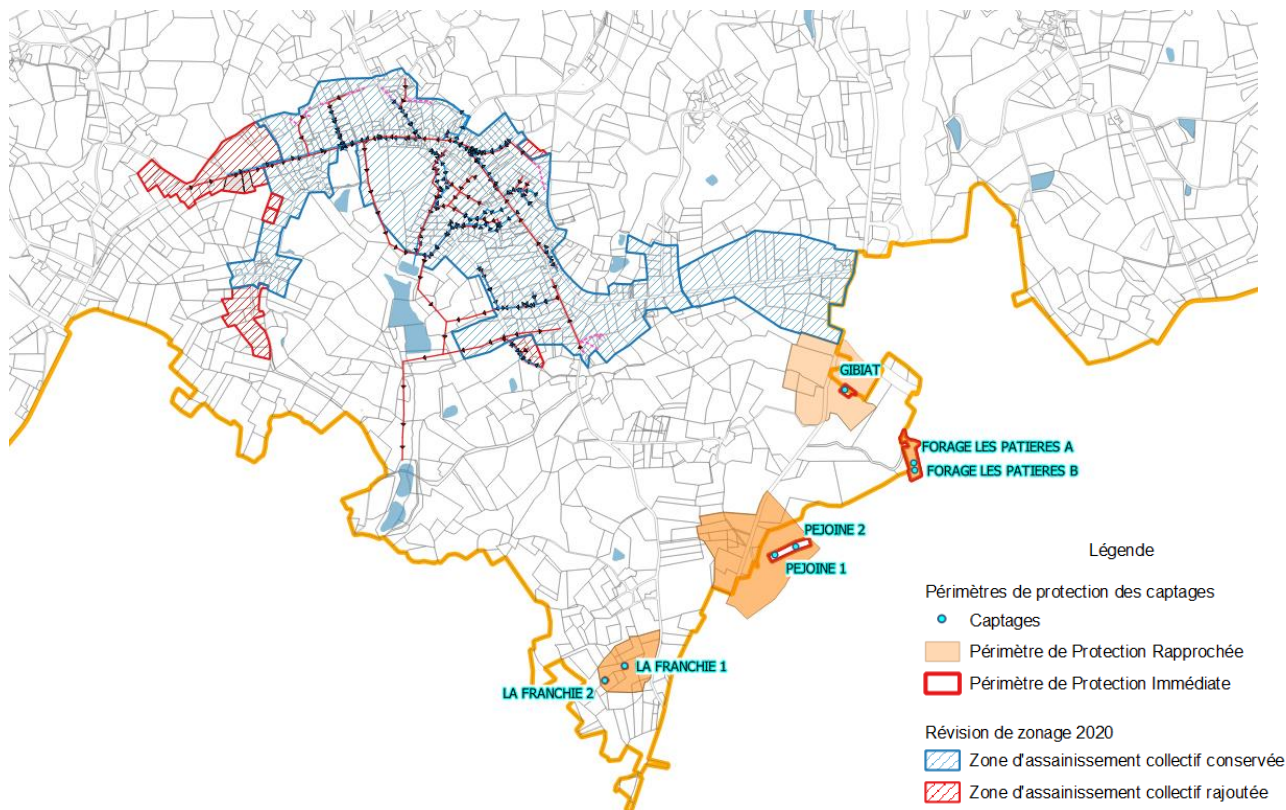 GIBIAT
FORAGE LES PATIERES A
FORAGE LES PATIERES B
PEJOINE 2
PEJOINE 1
LA FRANCHIE 1
LA FRANCHIE 2
Légende
Périmètres de protection des captages
Captages
Périmètre de Protection Rapprochée
Périmètre de Protection Immédiate
Révision de zonage 2020
Zone d'assainissement collectif conservée
Zone d'assainissement collectif rajoutée